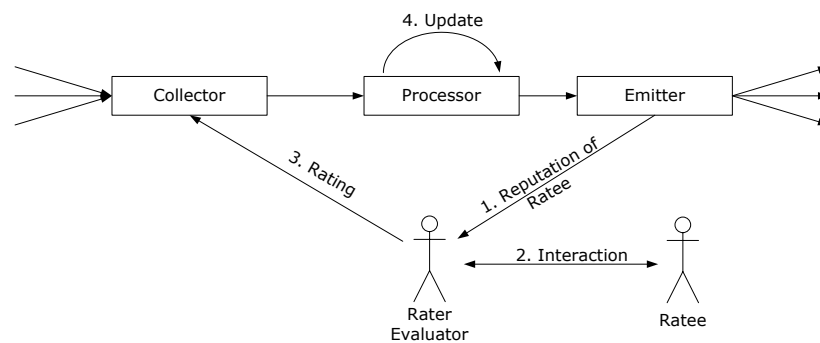 4. Update
Collector
Processor
Emitter
3. Rating
1. Reputation of
Ratee
2. Interaction
Rater
Evaluator
Ratee